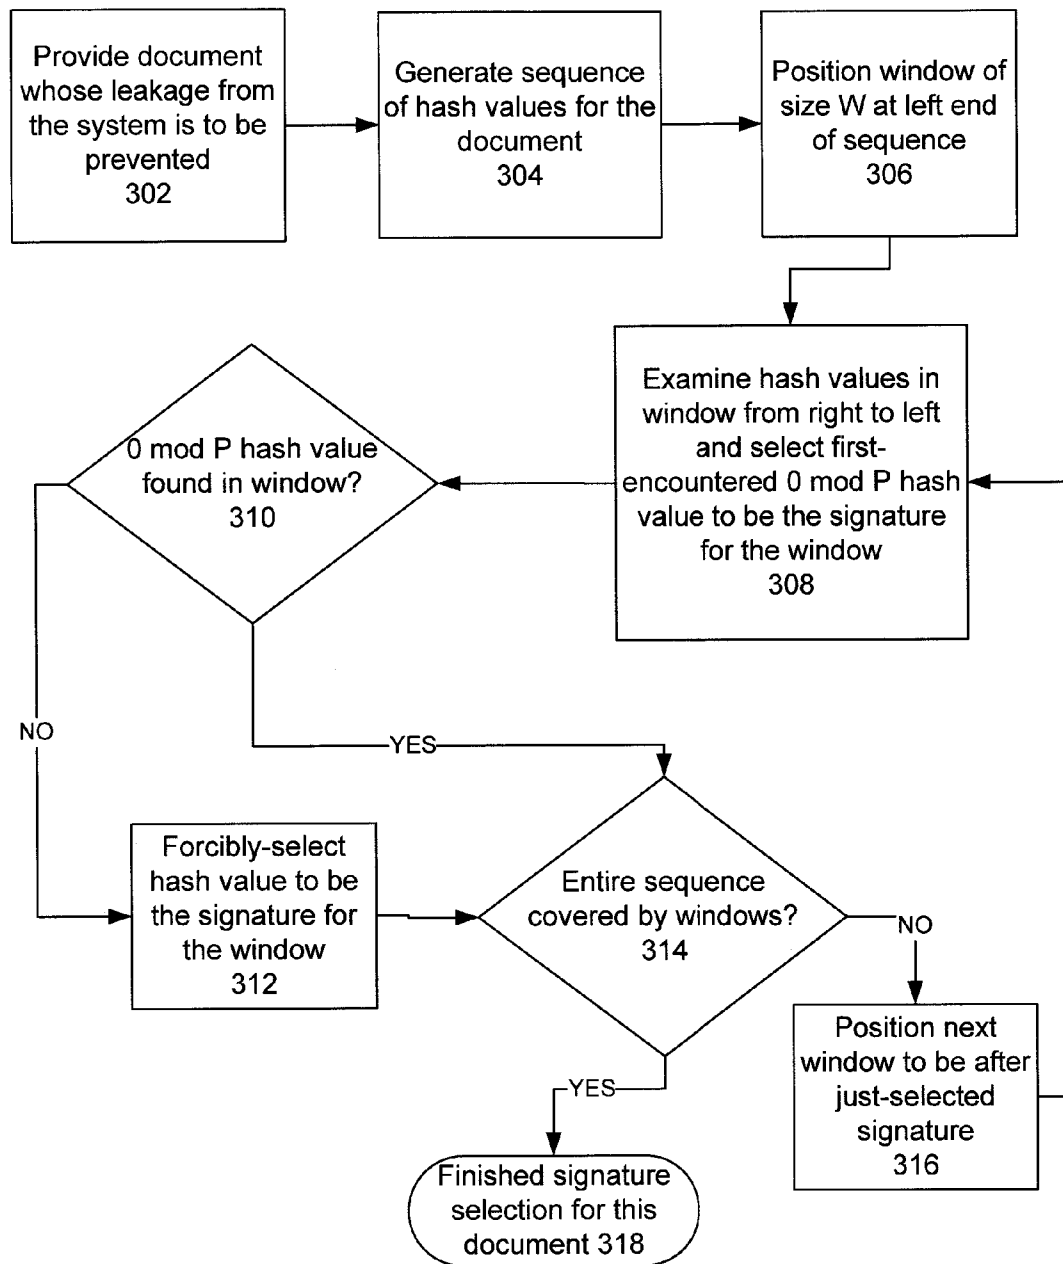 Provide document
whose leakage from
the system is to be
prevented
302
Generate sequence
of hash values for the
document
304
Position window of
size W at left end
of sequence
306
Examine hash values in
window from right to left
and select first-
encountered 0 mod P hash
value to be the signature
for the window
308
0 mod P hash value
found in window?
310
NO
YES
Forcibly-select
hash value to be
the signature for
the window
312
Entire sequence
covered by windows?
314
NO
Position next
window to be after
just-selected
signature
316
YES
Finished signature
selection for this
document 318